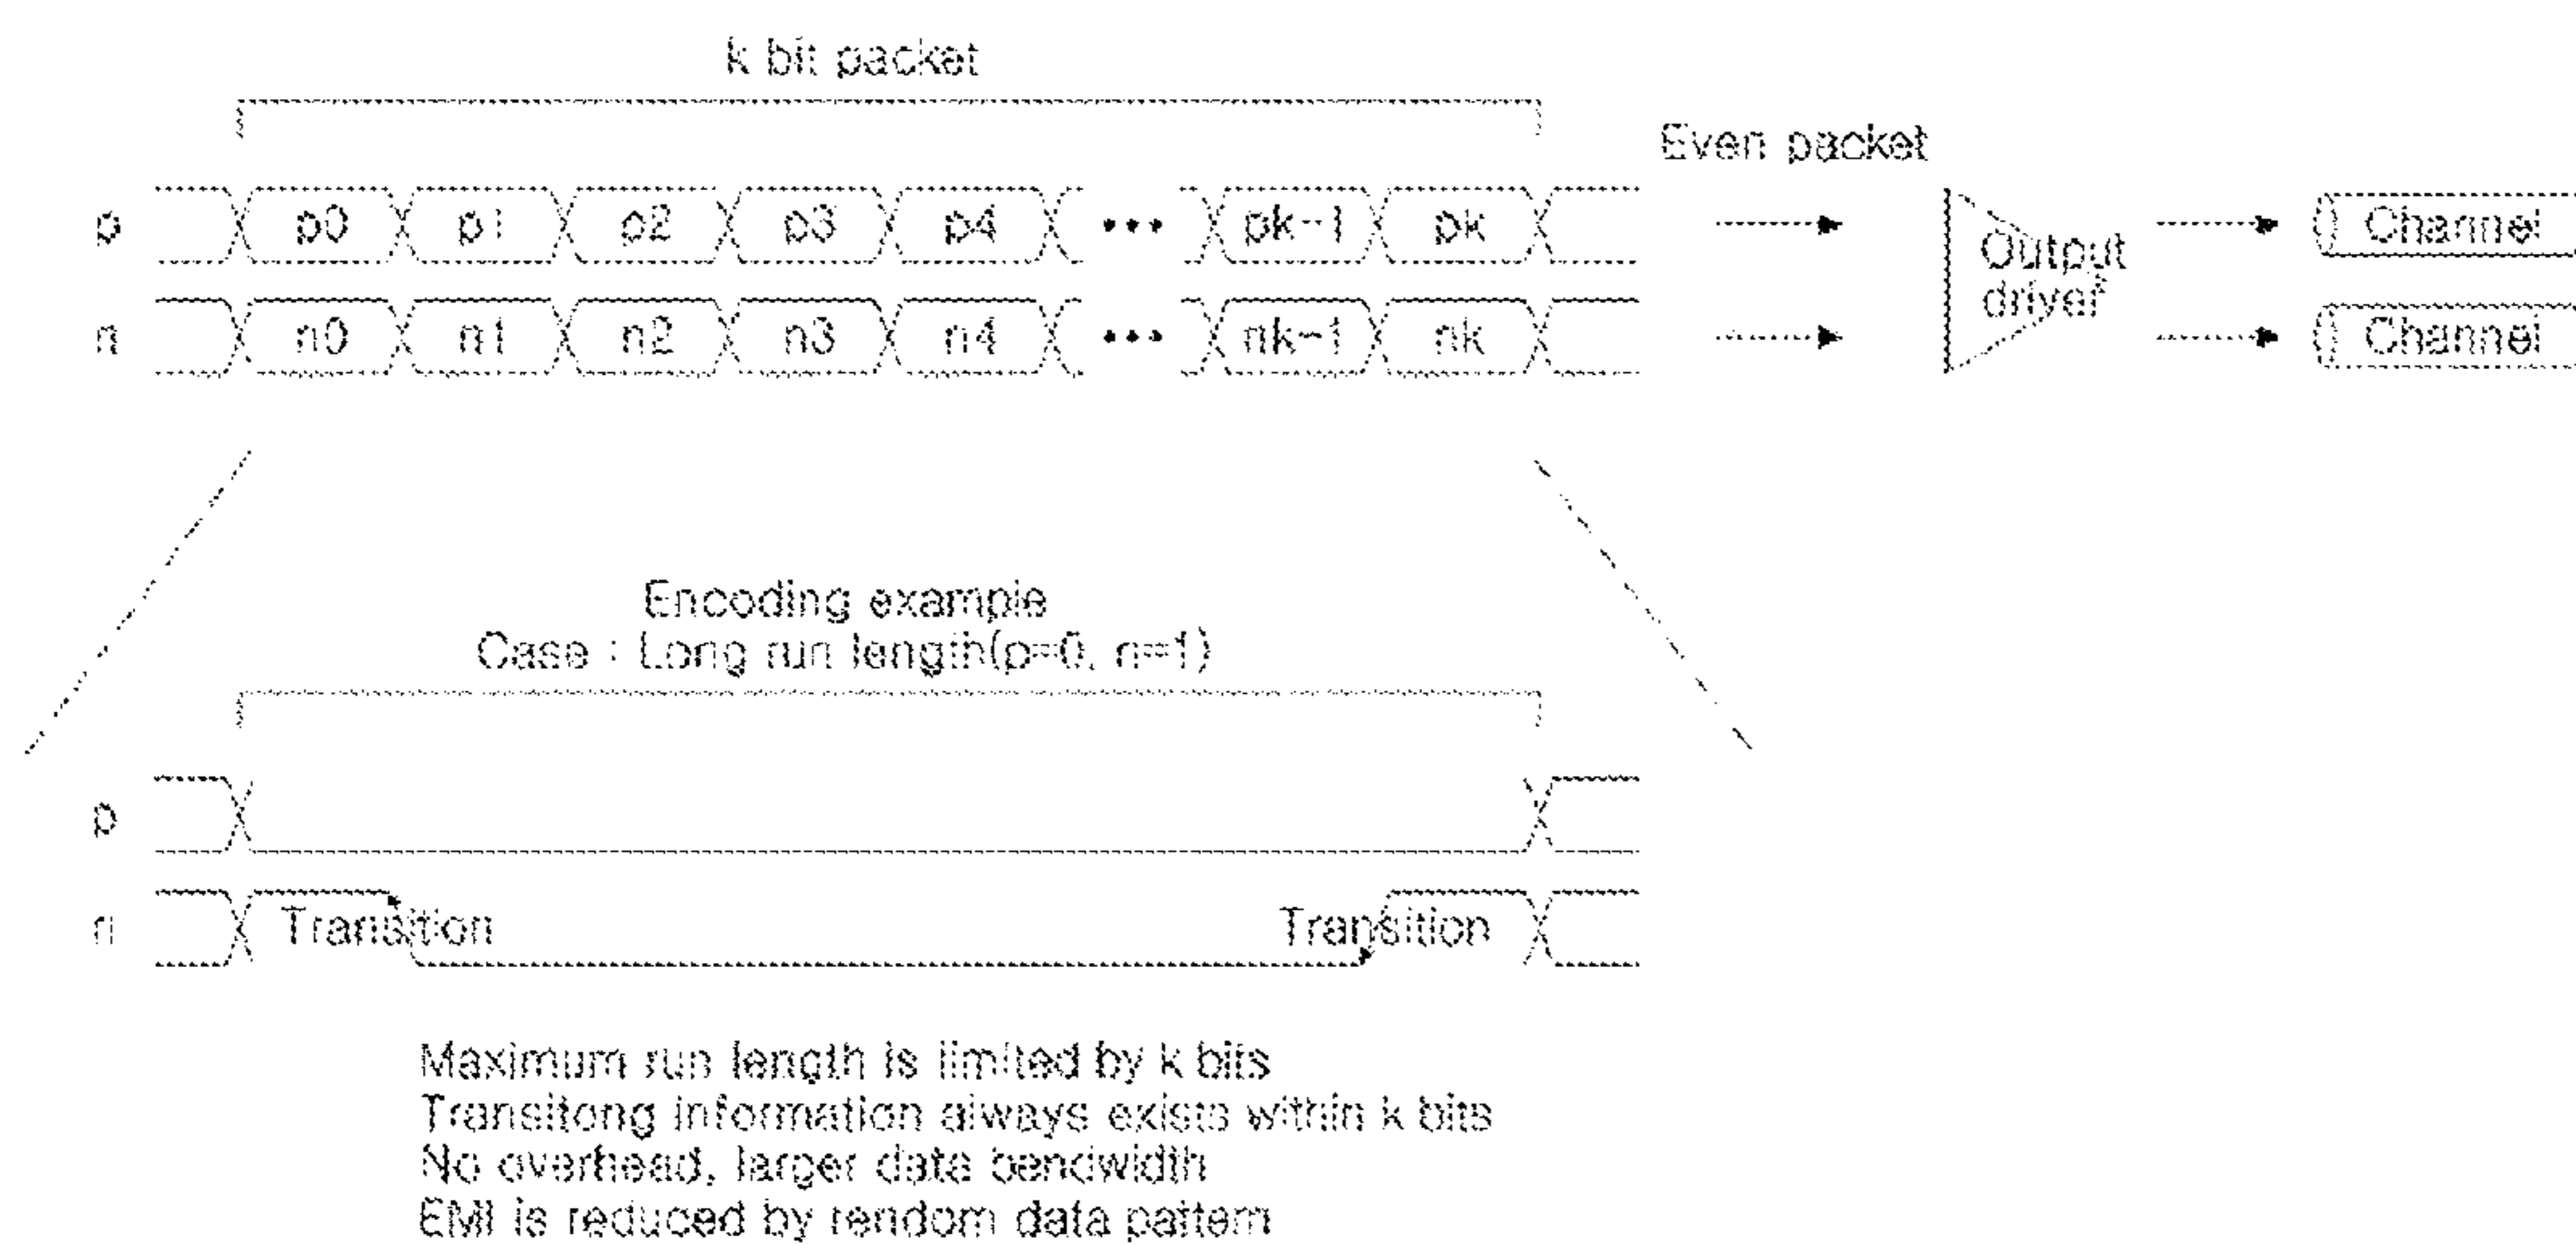 k bit packet
Even packet
p p0 p1 p2 p3 p4 ••• pk-1 pk
Output
driver
Channel
n n0 n1 n2 n3 n4 ••• nk-1 nk
Channel
Encoding example
Case : Long run length(p=0, n=1)
p
n Transition Transition
Maximum run length is limited by k bits
Transitong information always exists within k bits
No overhead, larger data bendwidth
EMI is reduced by rendom data pattern